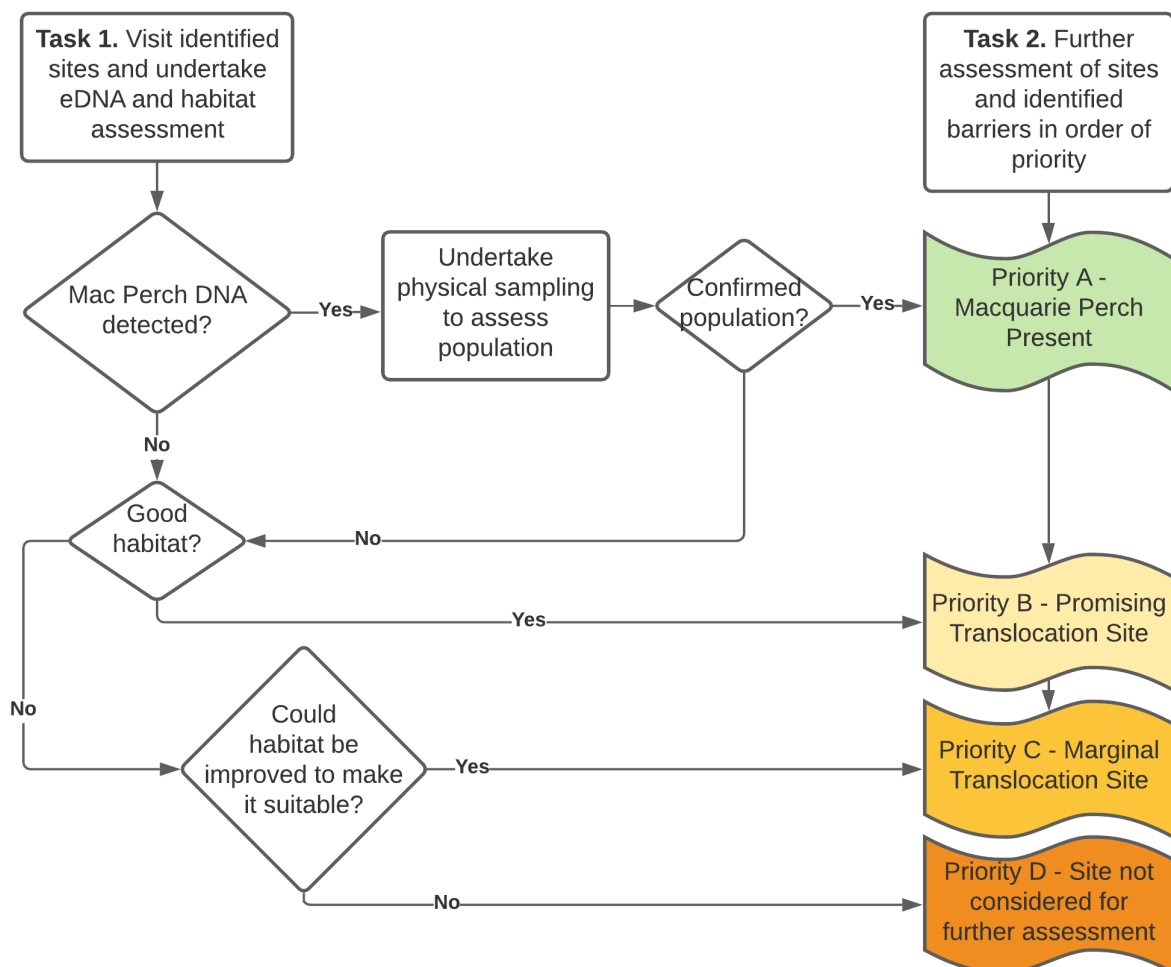 Task 1. Visit identified
sites and undertake
eDNA and habitat
assessment
Task 2. Further
assessment of sites
and identified
barriers in order of
priority
Mac Perch DNA
detected?
Yes
Undertake
physical sampling
to assess
population
Confirmed
population?
Yes
Priority A -
Macquarie Perch
Present
No
Good
habitat?
No
Yes
Priority B - Promising
Translocation Site
No
Could
habitat be
improved to make
it suitable?
Yes
Priority C - Marginal
Translocation Site
No
Priority D - Site not
considered for
further assessment